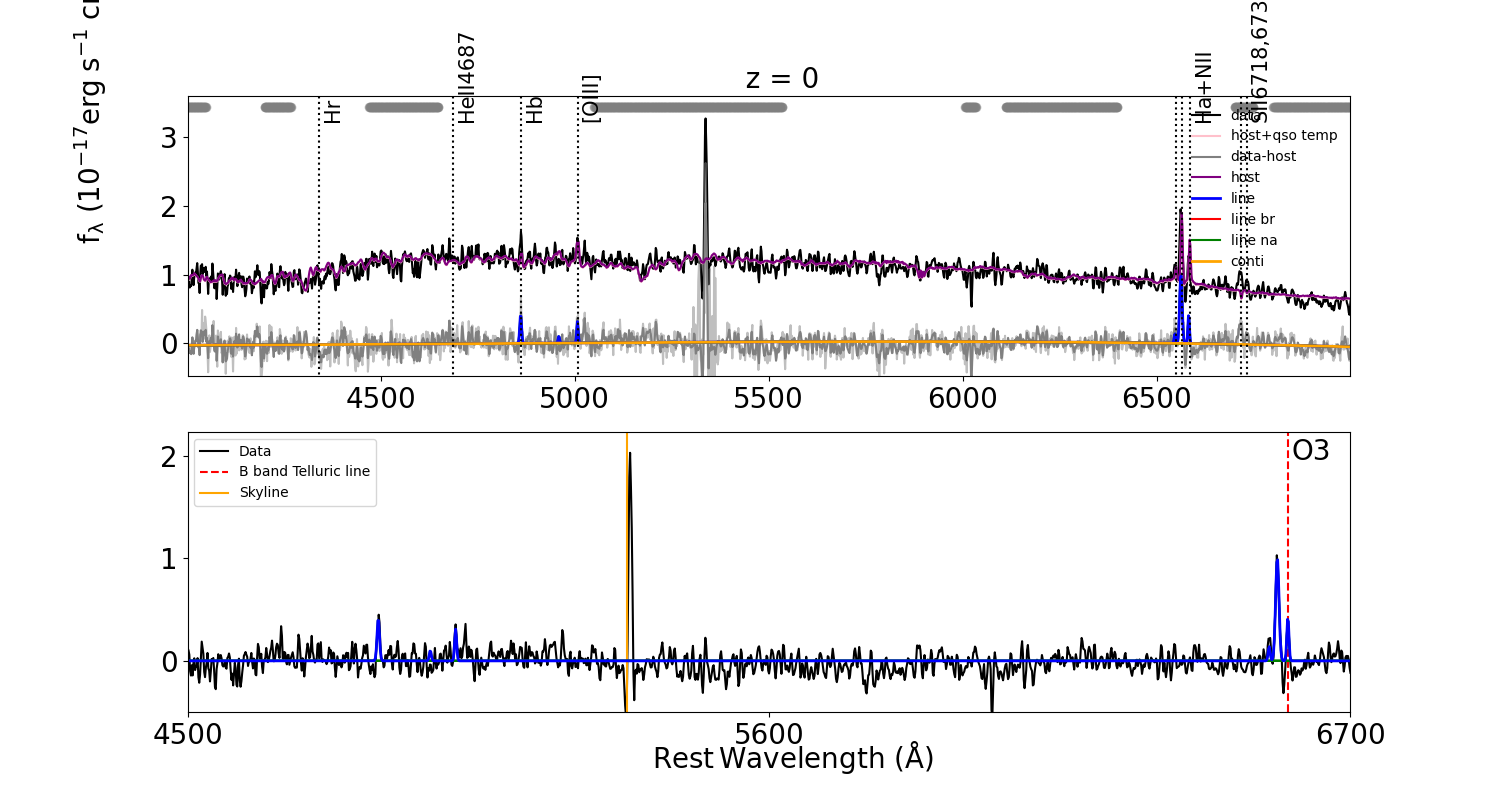 z = 0
f_λ (10^−17 erg s^−1
Hr
HeII4687
Hb
[OIII]
Ha+NII
SII6718,673
data
host+qso temp
data-host
host
line
line br
line na
conti
3
2
1
0
4500 5000 5500 6000 6500
Data
B band Telluric line
Skyline
O3
2
1
0
4500 5600 6700
Rest Wavelength (Å)